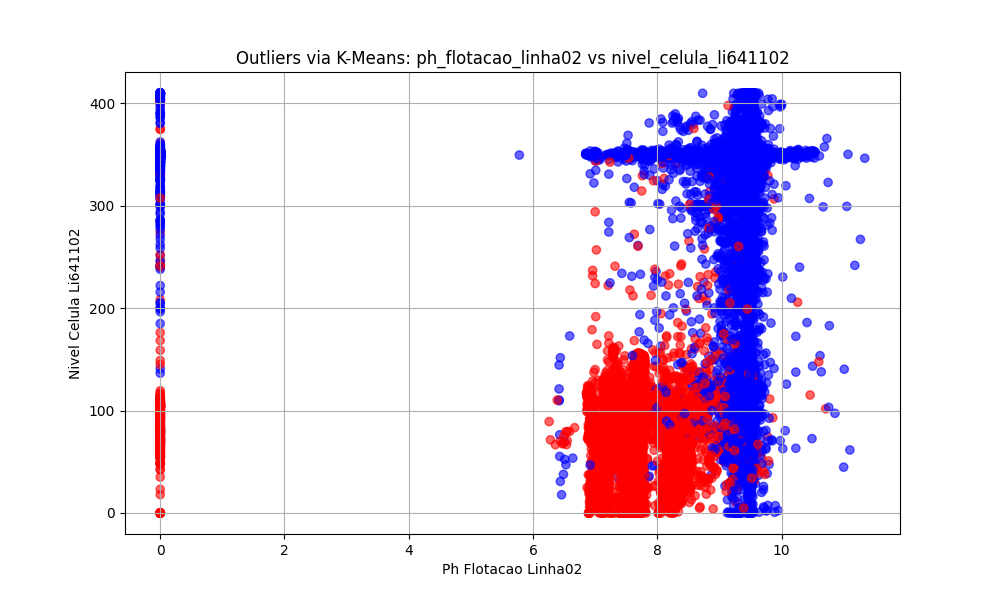 Outliers via K-Means: ph_flotacao_linha02 vs nivel_celula_li641102
400
300
200
100
0
Nivel Celula Li641102
0 2 4 6 8 10
Ph Flotacao Linha02